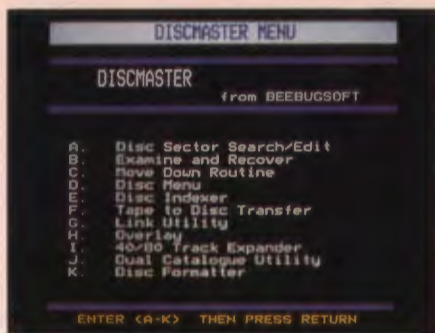 DISCMASTER MENU
DISCMASTER
from BEEBUGSOFT
A. Disc Sector Search/Edit
B. Examine and Recover
C. Move Down Routine
D. Disc Menu
E. Disc Indexer
F. Tape to Disc Transfer
G. Link Utility
H. Overlay
I. 40/80 Track Expander
J. Dual Catalogue Utility
K. Disc Formatter
ENTER (A-K) THEN PRESS RETURN